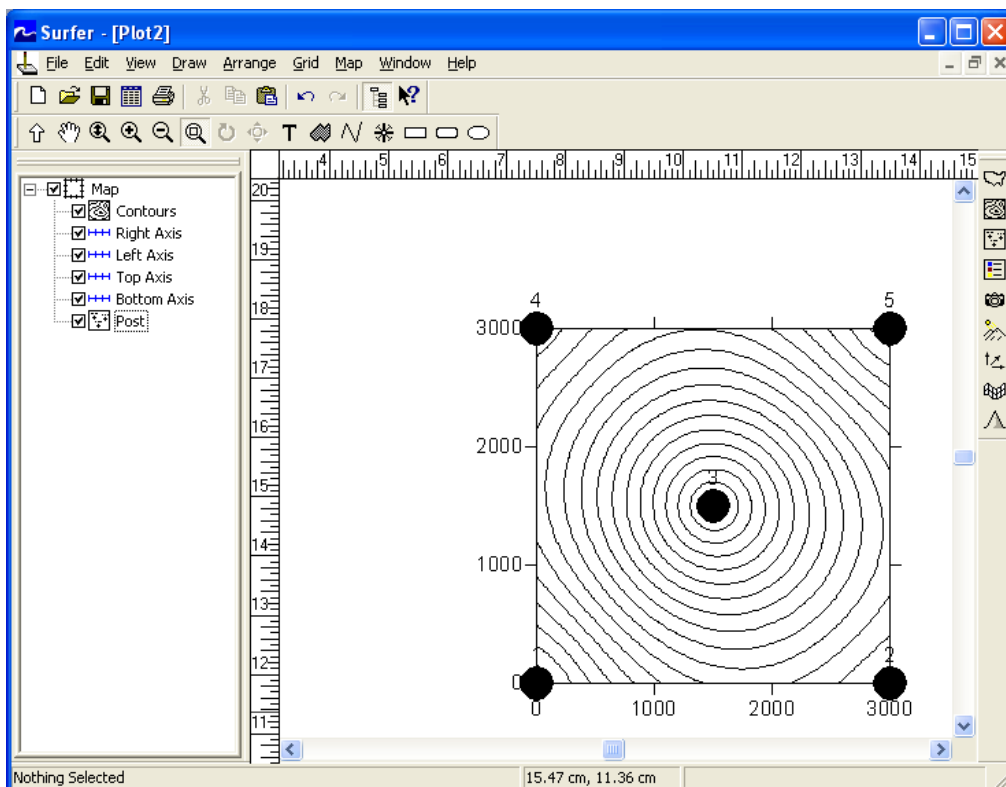 Surfer - [Plot2]
File Edit View Draw Arrange Grid Map Window Help
T
4 5 6 7 8 9 10 11 12 13 14 15
Map
Contours
Right Axis
Left Axis
Top Axis
Bottom Axis
Post
20
19
18
17
16
15
14
13
12
11
4 5
3000
2000
3
1000
2
0
0 1000 2000 3000
Nothing Selected 15.47 cm, 11.36 cm